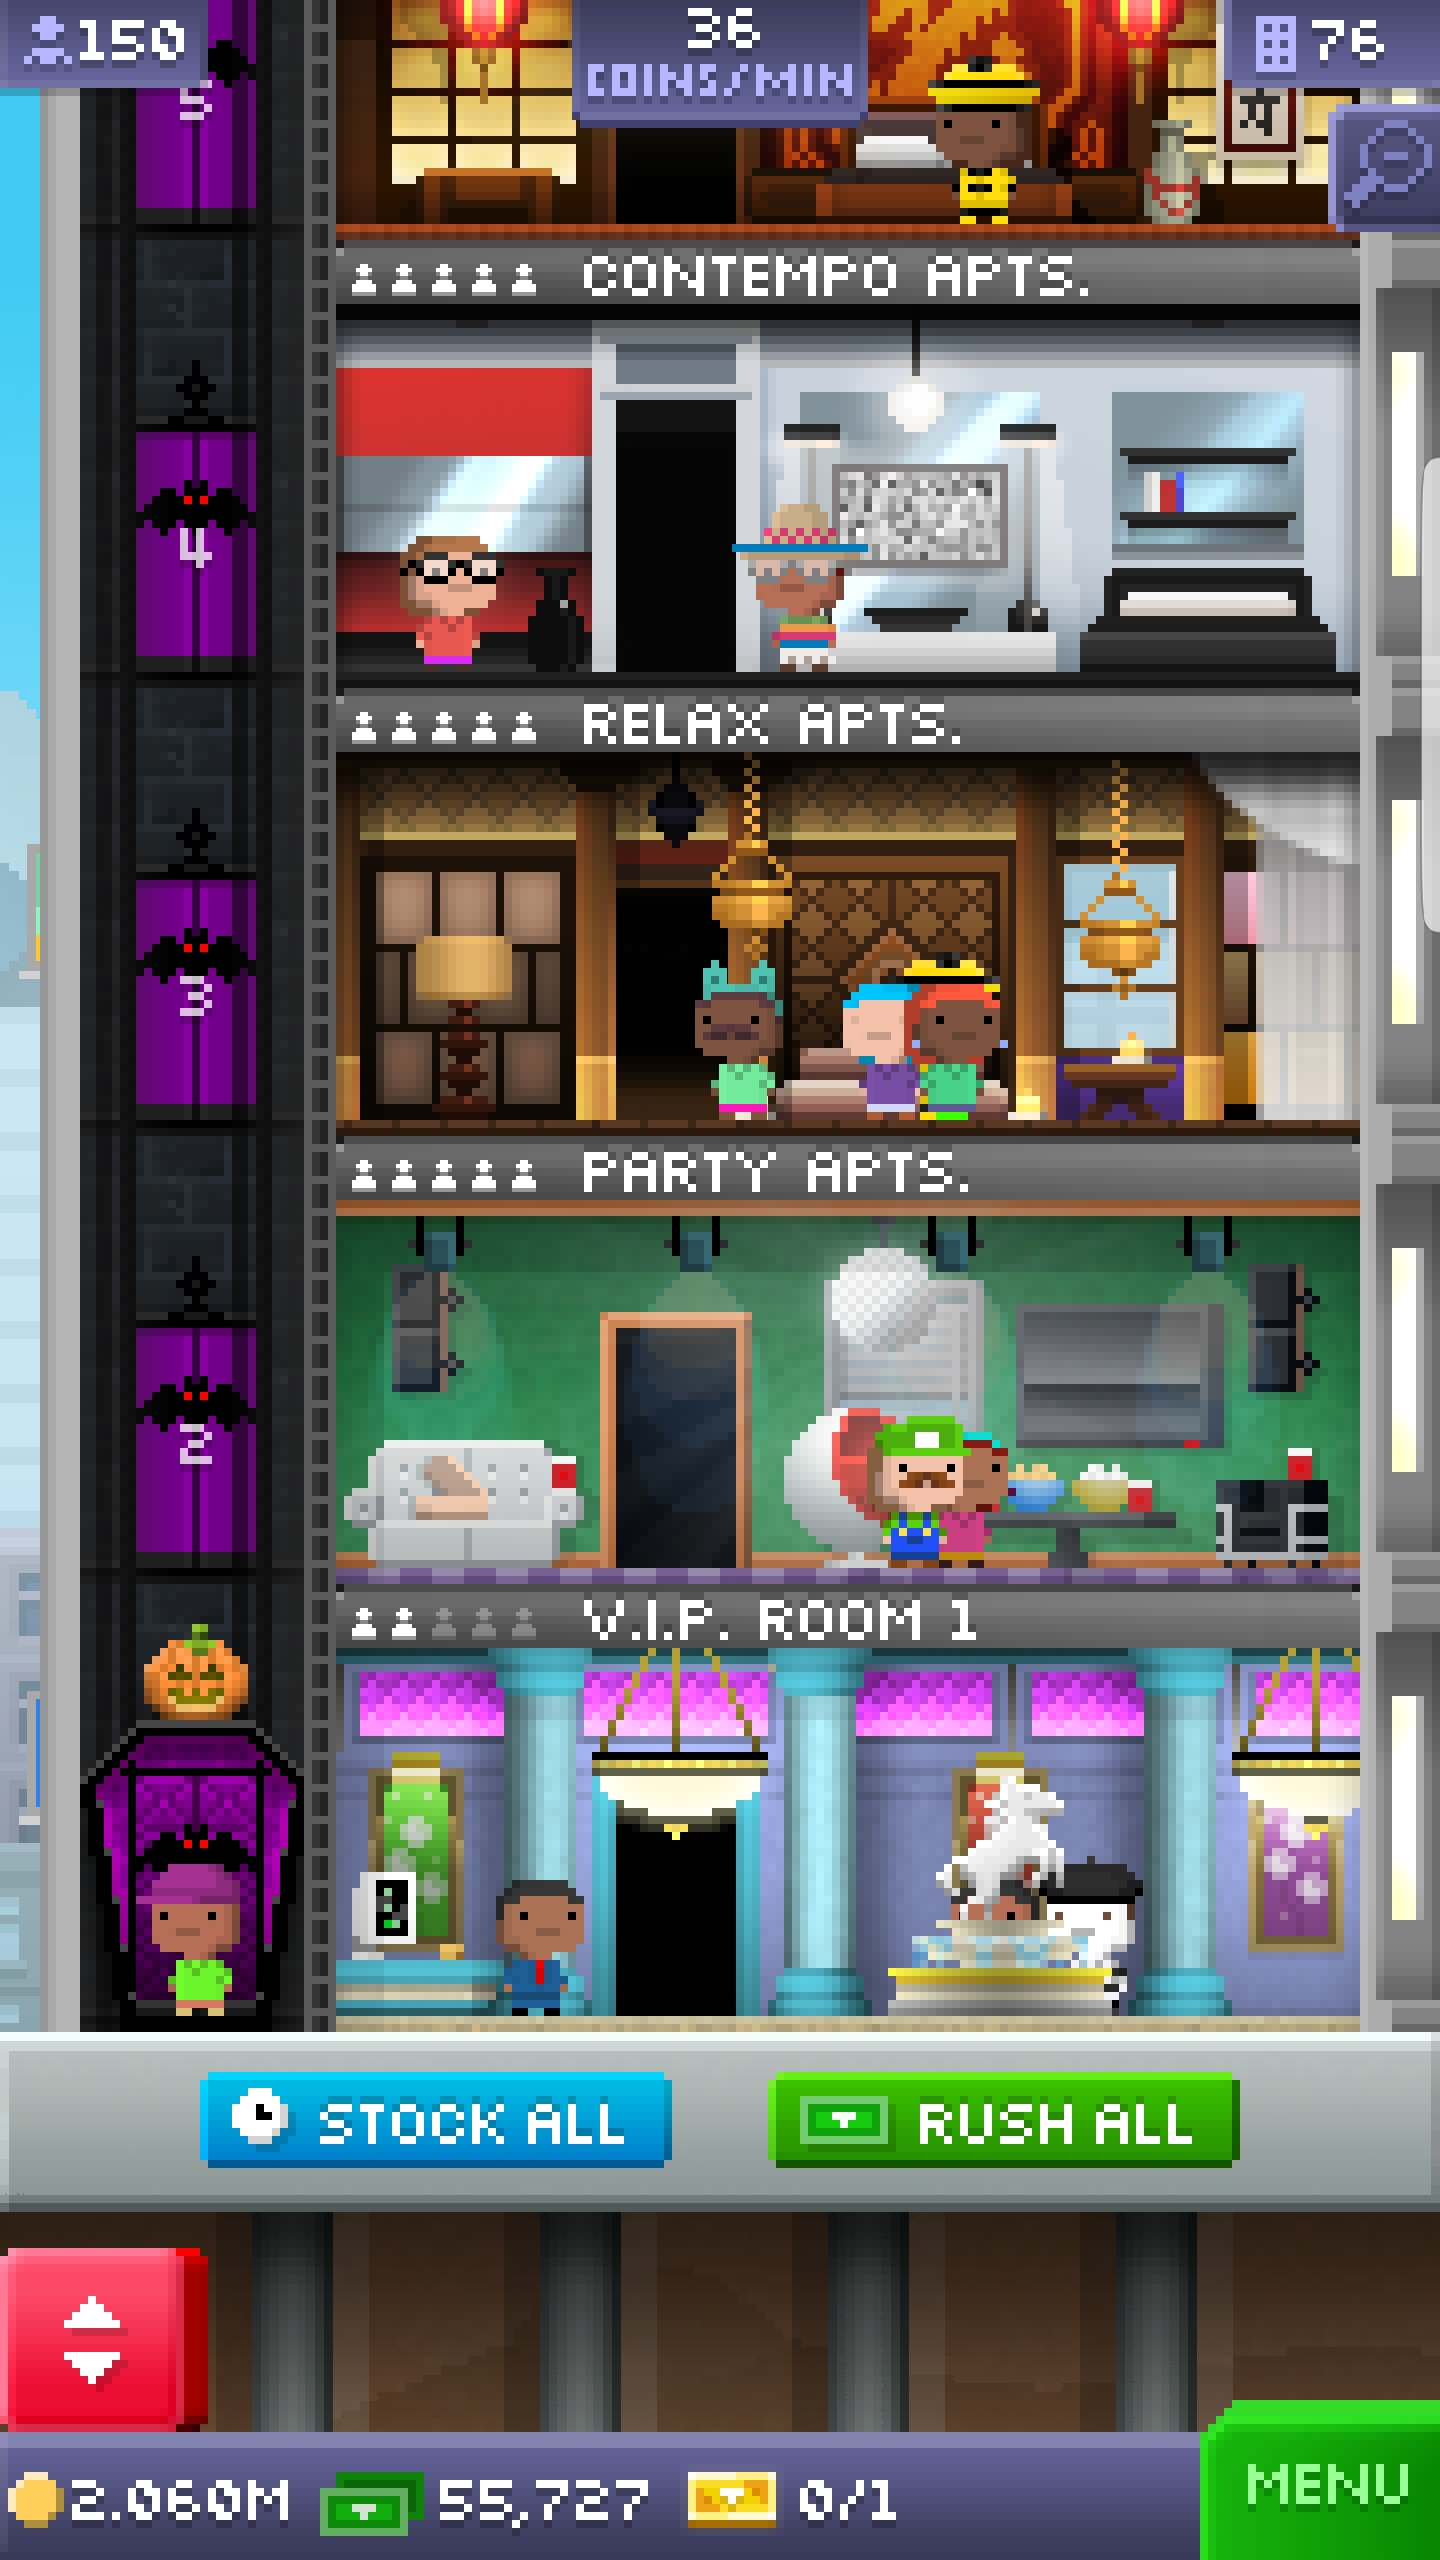 150
36
COINS/MIN
76
5
CONTEMPO APTS.
4
RELAX APTS.
3
PARTY APTS.
2
V.I.P. ROOM 1
STOCK ALL
RUSH ALL
2.060M
55,727
0/1
MENU